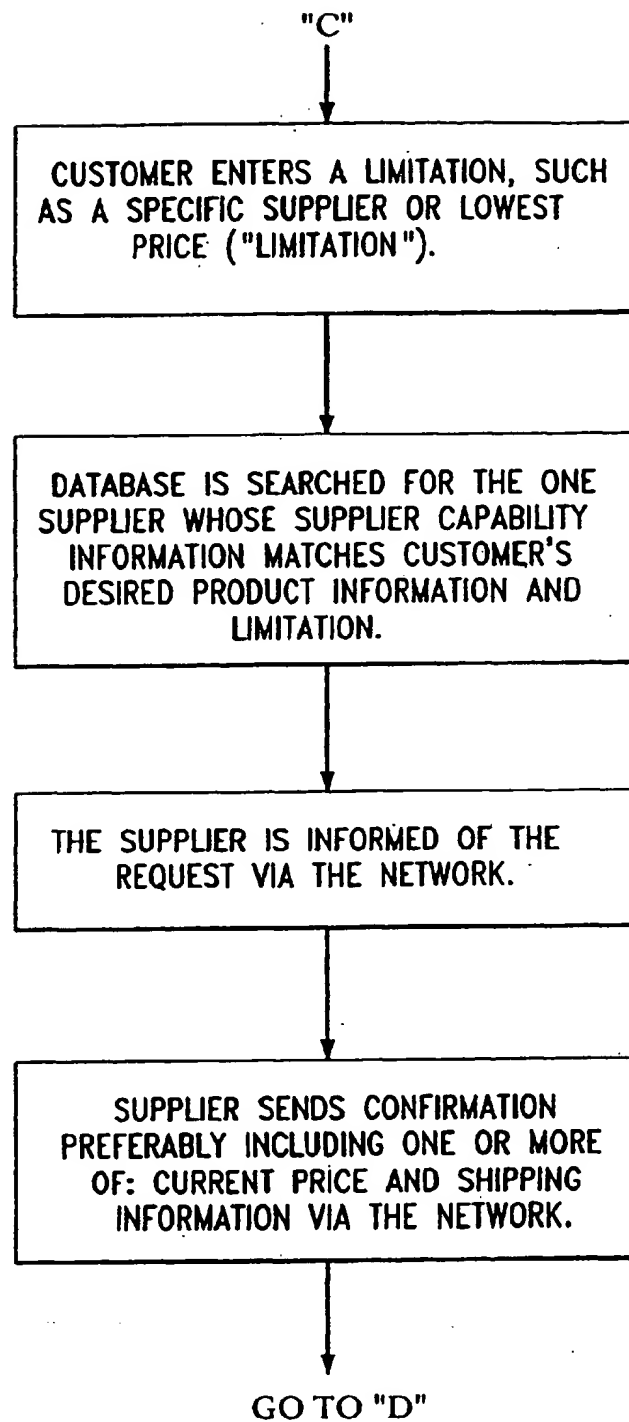 "C"
CUSTOMER ENTERS A LIMITATION, SUCH
AS A SPECIFIC SUPPLIER OR LOWEST
PRICE ("LIMITATION").
DATABASE IS SEARCHED FOR THE ONE
SUPPLIER WHOSE SUPPLIER CAPABILITY
INFORMATION MATCHES CUSTOMER'S
DESIRED PRODUCT INFORMATION AND
LIMITATION.
THE SUPPLIER IS INFORMED OF THE
REQUEST VIA THE NETWORK.
SUPPLIER SENDS CONFIRMATION
PREFERABLY INCLUDING ONE OR MORE
OF: CURRENT PRICE AND SHIPPING
INFORMATION VIA THE NETWORK.
GO TO "D"